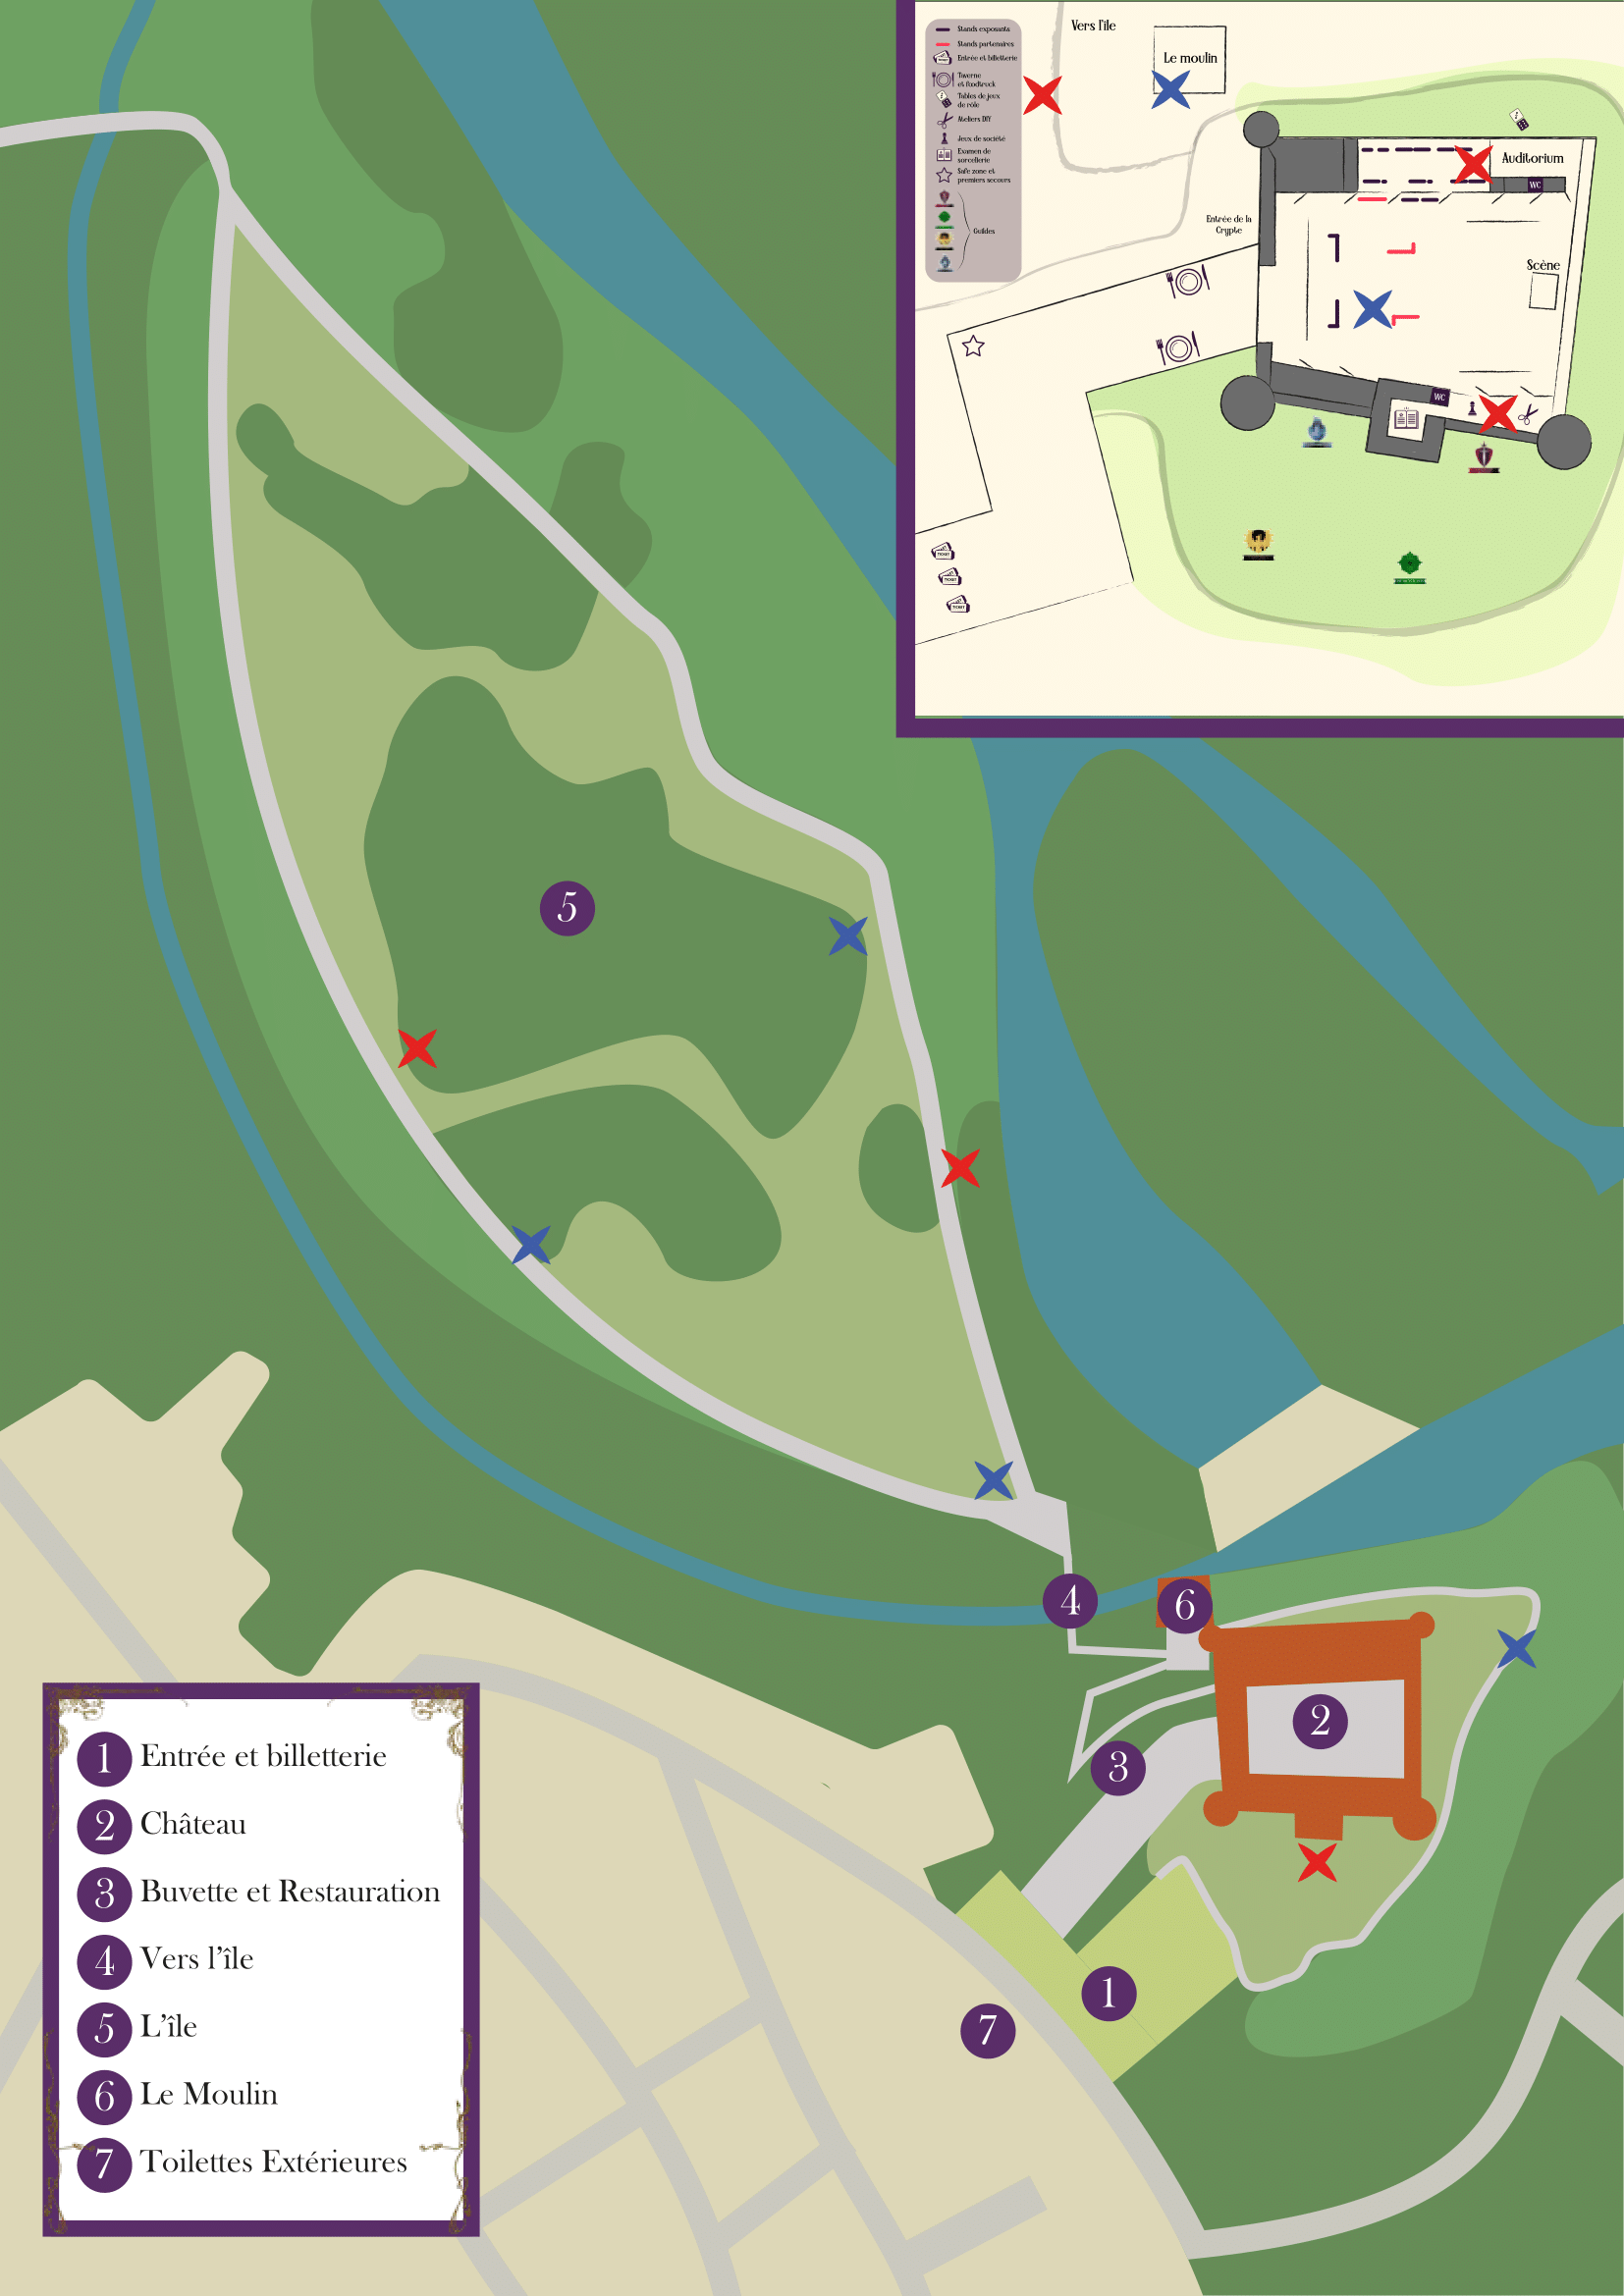 Stands exposants
Stands partenaires
Entrée et billetterie
Taverne
et foodtruck
Tables de jeux
de rôle
Ateliers DIY
Jeux de société
Examen de
sorcellerie
Safe zone et
premiers secours
Guildes
Vers l'île
Le moulin
Auditorium
WC
Entrée de la
Crypte
Scène
WC
TICKET
TICKET
TICKET
5
4
6
2
3
1
7
1 Entrée et billetterie
2 Château
3 Buvette et Restauration
4 Vers l'île
5 L'île
6 Le Moulin
7 Toilettes Extérieures